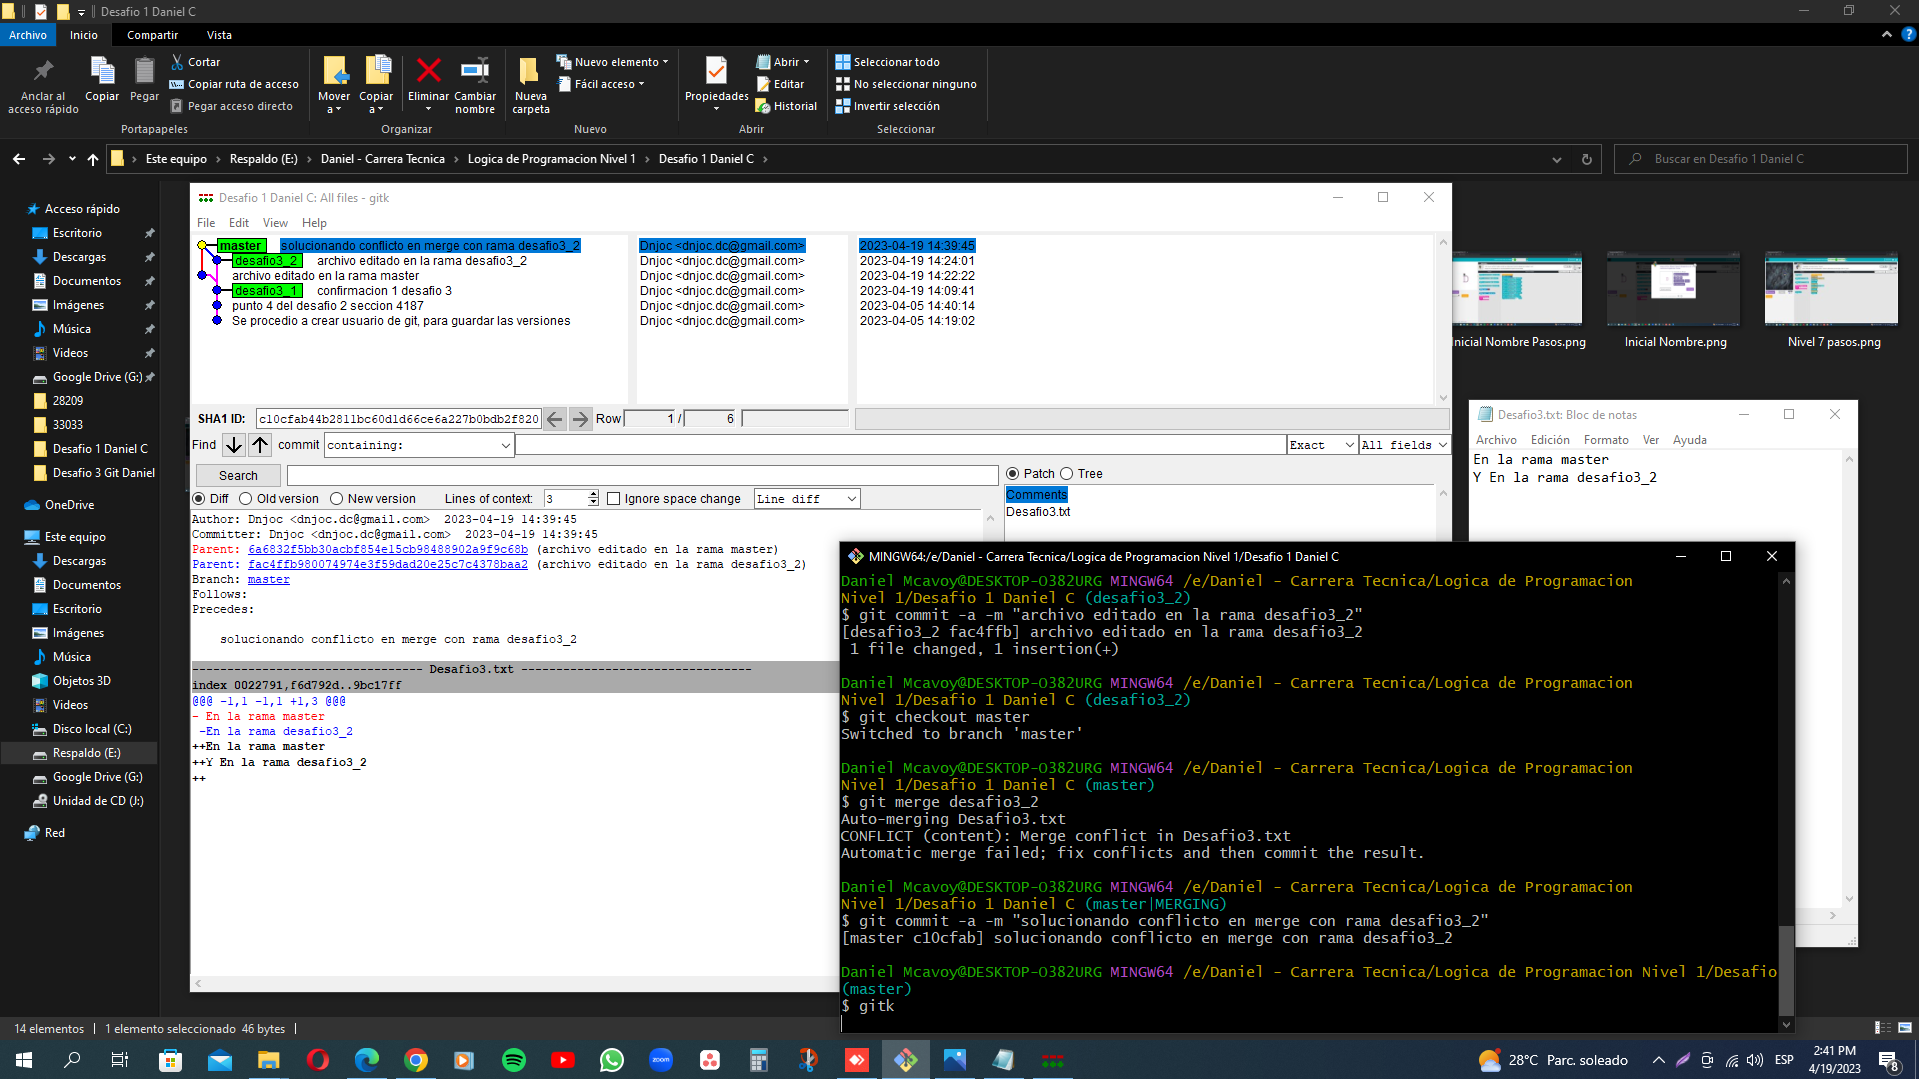 Desafio 1 Daniel C
Archivo
Inicio
Compartir
Vista
Anclar al acceso rápido
Copiar
Pegar
Cortar
Copiar ruta de acceso
Pegar acceso directo
Portapapeles
Mover a
Copiar a
Eliminar
Cambiar nombre
Organizar
Nueva carpeta
Nuevo elemento
Fácil acceso
Nuevo
Propiedades
Abrir
Editar
Historial
Abrir
Seleccionar todo
No seleccionar ninguno
Invertir selección
Seleccionar
Este equipo > Respaldo (E:) > Daniel - Carrera Tecnica > Logica de Programacion Nivel 1 > Desafio 1 Daniel C >
Buscar en Desafio 1 Daniel C
Acceso rápido
Escritorio
Descargas
Documentos
Imágenes
Música
Videos
Google Drive (G:)
28209
33033
Desafio 1 Daniel C
Desafio 3 Git Daniel
OneDrive
Este equipo
Descargas
Documentos
Escritorio
Imágenes
Música
Objetos 3D
Videos
Disco local (C:)
Respaldo (E:)
Google Drive (G:)
Unidad de CD (J:)
Red
Desafio 1 Daniel C: All files - gitk
File Edit View Help
master solucionando conflicto en merge con rama desafio3_2 Dnjoc <dnjoc.dc@gmail.com> 2023-04-19 14:39:45
desafio3_2 archivo editado en la rama desafio3_2 Dnjoc <dnjoc.dc@gmail.com> 2023-04-19 14:24:01
archivo editado en la rama master Dnjoc <dnjoc.dc@gmail.com> 2023-04-19 14:22:22
desafio3_1 confirmacion 1 desafio 3 Dnjoc <dnjoc.dc@gmail.com> 2023-04-19 14:09:41
punto 4 del desafio 2 seccion 4187 Dnjoc <dnjoc.dc@gmail.com> 2023-04-05 14:40:14
Se procedio a crear usuario de git, para guardar las versiones Dnjoc <dnjoc.dc@gmail.com> 2023-04-05 14:19:02
SHA1 ID: c10cfab44b2811bc60d1d66ce6a227b0bdb2f820 Row 1 / 6
Find commit containing: Exact All fields
Search
Patch Tree
Diff Old version New version Lines of context: 3 Ignore space change Line diff
Comments
Desafio3.txt
Author: Dnjoc <dnjoc.dc@gmail.com> 2023-04-19 14:39:45
Committer: Dnjoc <dnjoc.dc@gmail.com> 2023-04-19 14:39:45
Parent: 6a6832f5bb30acbf854e15cb98488902a9f9c68b (archivo editado en la rama master)
Parent: fac4ffb980074974e3f59dad20e25c7c4378baa2 (archivo editado en la rama desafio3_2)
Branch: master
Follows:
Precedes:
solucionando conflicto en merge con rama desafio3_2
------------------------------ Desafio3.txt ------------------------------
index 0022791,f6d792d..9bc17ff
@@@ -1,1 -1,1 +1,3 @@@
- En la rama master
 -En la rama desafio3_2
++En la rama master
++Y En la rama desafio3_2
++
Inicial Nombre Pasos.png
Inicial Nombre.png
Nivel 7 pasos.png
Desafio3.txt: Bloc de notas
Archivo Edición Formato Ver Ayuda
En la rama master
Y En la rama desafio3_2
MINGW64:/e/Daniel - Carrera Tecnica/Logica de Programacion Nivel 1/Desafio 1 Daniel C
Daniel Mcavoy@DESKTOP-O382URG MINGW64 /e/Daniel - Carrera Tecnica/Logica de Programacion
Nivel 1/Desafio 1 Daniel C (desafio3_2)
$ git commit -a -m "archivo editado en la rama desafio3_2"
[desafio3_2 fac4ffb] archivo editado en la rama desafio3_2
 1 file changed, 1 insertion(+)
Daniel Mcavoy@DESKTOP-O382URG MINGW64 /e/Daniel - Carrera Tecnica/Logica de Programacion
Nivel 1/Desafio 1 Daniel C (desafio3_2)
$ git checkout master
Switched to branch 'master'
Daniel Mcavoy@DESKTOP-O382URG MINGW64 /e/Daniel - Carrera Tecnica/Logica de Programacion
Nivel 1/Desafio 1 Daniel C (master)
$ git merge desafio3_2
Auto-merging Desafio3.txt
CONFLICT (content): Merge conflict in Desafio3.txt
Automatic merge failed; fix conflicts and then commit the result.
Daniel Mcavoy@DESKTOP-O382URG MINGW64 /e/Daniel - Carrera Tecnica/Logica de Programacion
Nivel 1/Desafio 1 Daniel C (master|MERGING)
$ git commit -a -m "solucionando conflicto en merge con rama desafio3_2"
[master c10cfab] solucionando conflicto en merge con rama desafio3_2
Daniel Mcavoy@DESKTOP-O382URG MINGW64 /e/Daniel - Carrera Tecnica/Logica de Programacion Nivel 1/Desafio
(master)
$ gitk
14 elementos
1 elemento seleccionado 46 bytes
zoom
28°C Parc. soleado
ESP
2:41 PM
4/19/2023
8